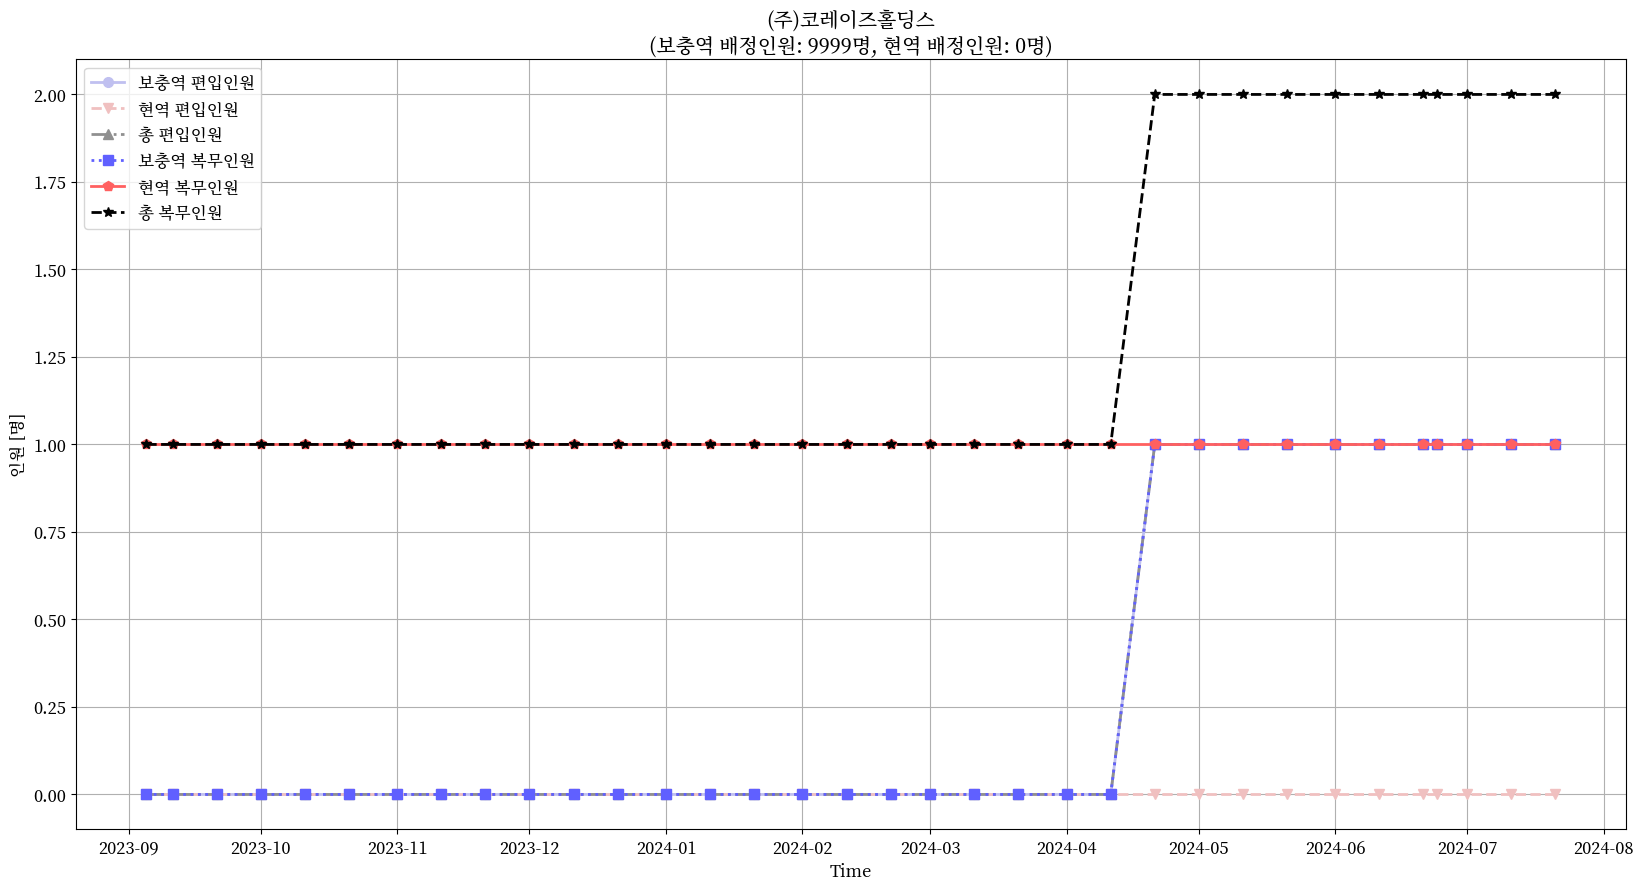 (주)코레이즈홀딩스
(보충역 배정인원: 9999명, 현역 배정인원: 0명)
보충역 편입인원
현역 편입인원
총 편입인원
보충역 복무인원
현역 복무인원
총 복무인원
인원 [명]
2.00
1.75
1.50
1.25
1.00
0.75
0.50
0.25
0.00
2023-09 2023-10 2023-11 2023-12 2024-01 2024-02 2024-03 2024-04 2024-05 2024-06 2024-07 2024-08
Time